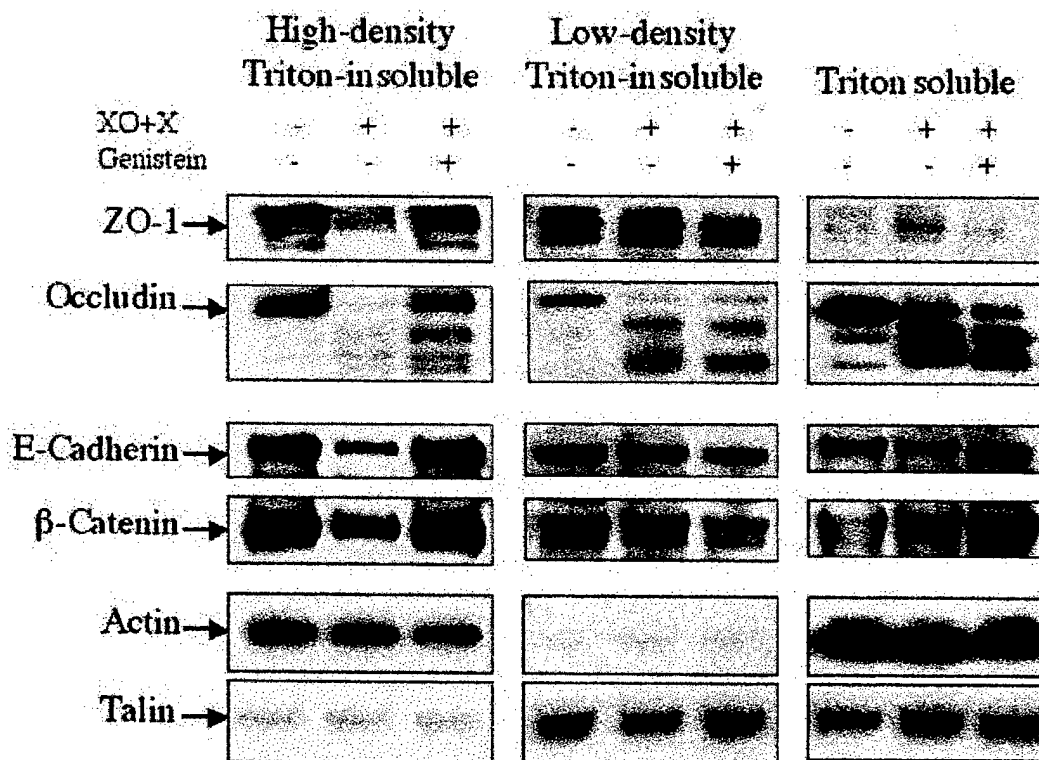 High-density Low-density
Triton-insoluble Triton-insoluble Triton soluble
XO+X - + + - + + - + +
Genistein - - + - - + - - +
ZO-1
Occludin
E-Cadherin
β-Catenin
Actin
Talin